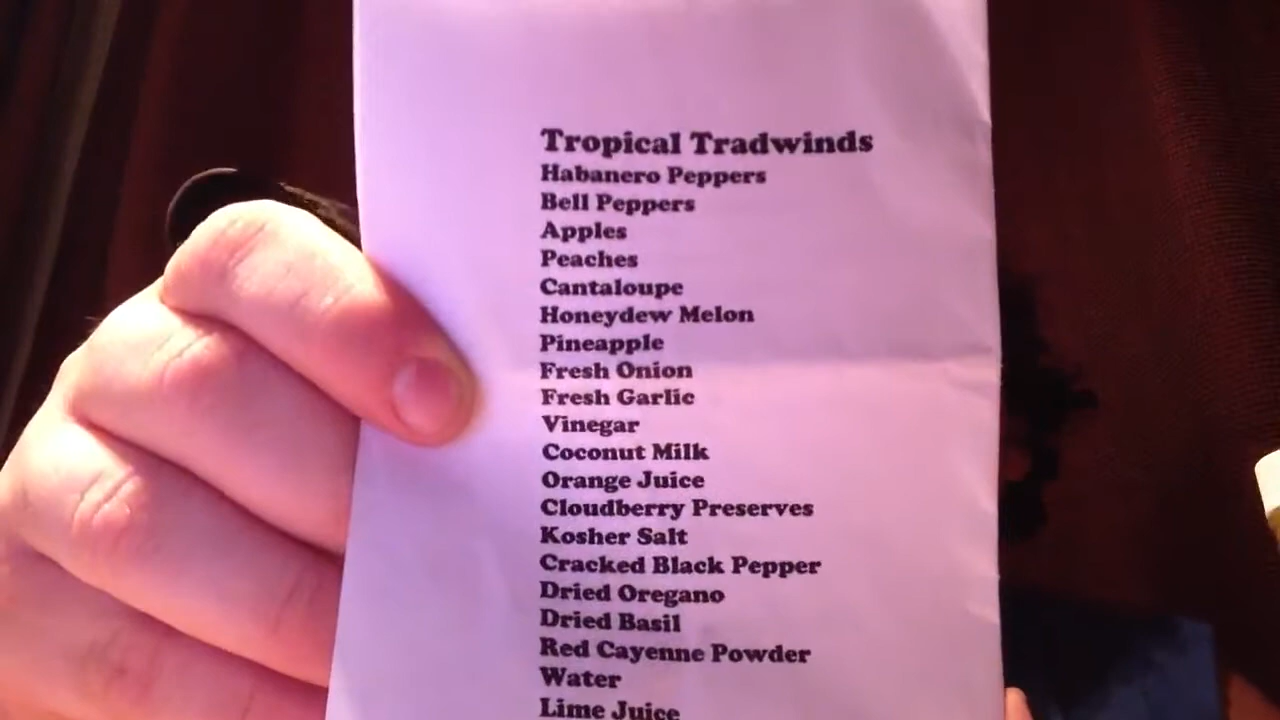 Tropical Tradwinds
Habanero Peppers
Bell Peppers
Apples
Peaches
Cantaloupe
Honeydew Melon
Pineapple
Fresh Onion
Fresh Garlic
Vinegar
Coconut Milk
Orange Juice
Cloudberry Preserves
Kosher Salt
Cracked Black Pepper
Dried Oregano
Dried Basil
Red Cayenne Powder
Water
Lime Juice